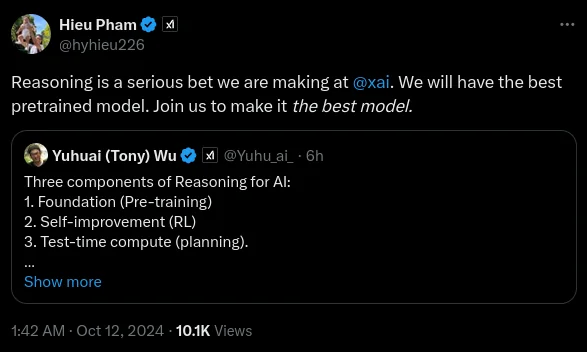 Hieu Pham
@hyhieu226
Reasoning is a serious bet we are making at @xai. We will have the best
pretrained model. Join us to make it the best model.
Yuhuai (Tony) Wu @Yuhu_ai_ · 6h
Three components of Reasoning for AI:
1. Foundation (Pre-training)
2. Self-improvement (RL)
3. Test-time compute (planning).
...
Show more
1:42 AM · Oct 12, 2024 · 10.1K Views